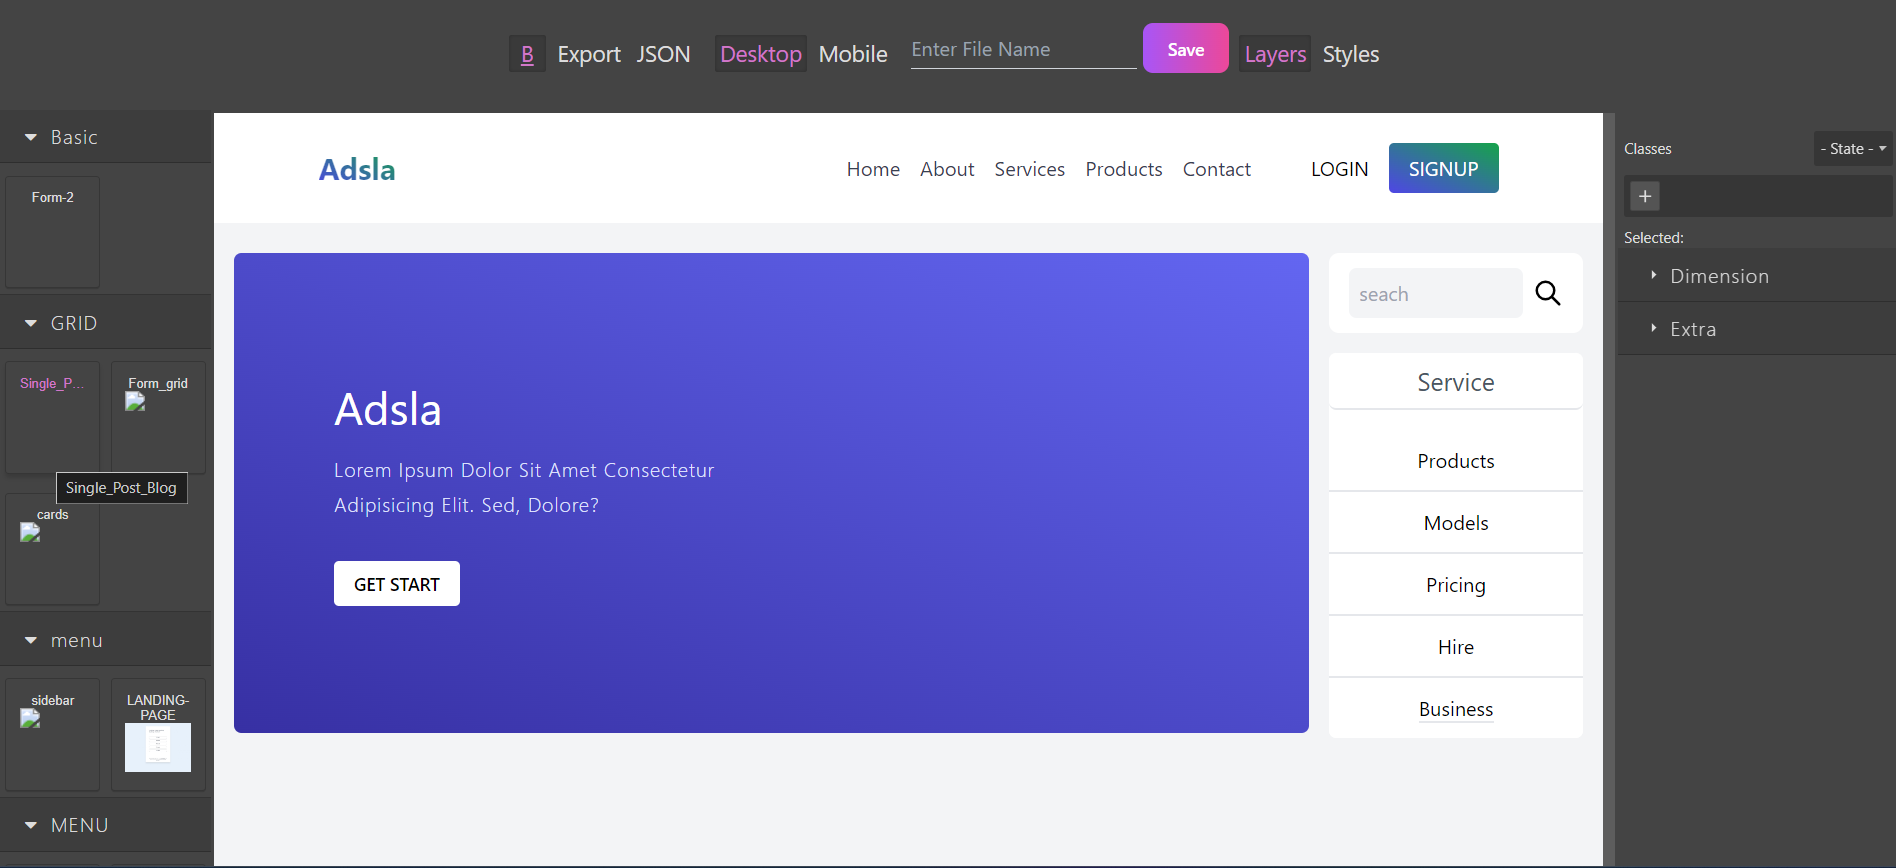 B Export JSON Desktop Mobile Enter File Name Save Layers Styles
Basic
Form-2
GRID
Single_P...
Form_grid
Single_Post_Blog
cards
menu
sidebar
LANDING-
PAGE
MENU
Adsla
Home About Services Products Contact LOGIN SIGNUP
Adsla
Lorem Ipsum Dolor Sit Amet Consectetur
Adipisicing Elit. Sed, Dolore?
GET START
seach
Service
Products
Models
Pricing
Hire
Business
Classes
- State -
+
Selected:
Dimension
Extra